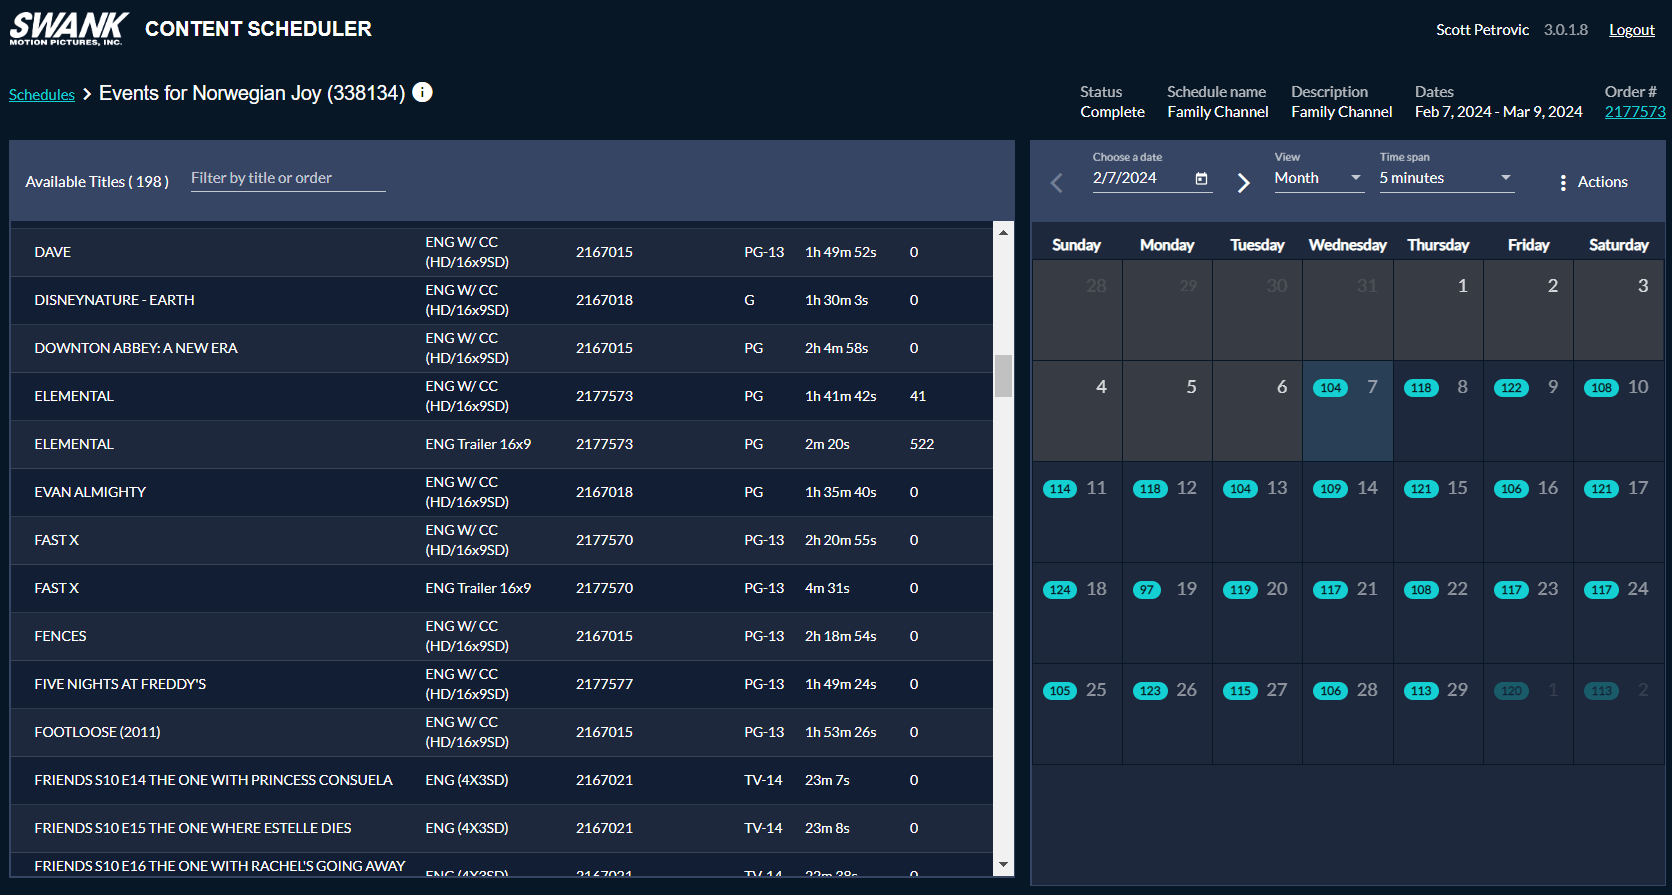 SWANK
MOTION PICTURES, INC.
CONTENT SCHEDULER
Scott Petrovic 3.0.1.8 Logout
Schedules > Events for Norwegian Joy (338134) i
Status Schedule name Description Dates Order #
Complete Family Channel Family Channel Feb 7, 2024 - Mar 9, 2024 2177573
Available Titles ( 198 ) Filter by title or order
DAVE ENG W/ CC (HD/16x9SD) 2167015 PG-13 1h 49m 52s 0
DISNEYNATURE - EARTH ENG W/ CC (HD/16x9SD) 2167018 G 1h 30m 3s 0
DOWNTON ABBEY: A NEW ERA ENG W/ CC (HD/16x9SD) 2167015 PG 2h 4m 58s 0
ELEMENTAL ENG W/ CC (HD/16x9SD) 2177573 PG 1h 41m 42s 41
ELEMENTAL ENG Trailer 16x9 2177573 PG 2m 20s 522
EVAN ALMIGHTY ENG W/ CC (HD/16x9SD) 2167018 PG 1h 35m 40s 0
FAST X ENG W/ CC (HD/16x9SD) 2177570 PG-13 2h 20m 55s 0
FAST X ENG Trailer 16x9 2177570 PG-13 4m 31s 0
FENCES ENG W/ CC (HD/16x9SD) 2167015 PG-13 2h 18m 54s 0
FIVE NIGHTS AT FREDDY'S ENG W/ CC (HD/16x9SD) 2177577 PG-13 1h 49m 24s 0
FOOTLOOSE (2011) ENG W/ CC (HD/16x9SD) 2167015 PG-13 1h 53m 26s 0
FRIENDS S10 E14 THE ONE WITH PRINCESS CONSUELA ENG (4X3SD) 2167021 TV-14 23m 7s 0
FRIENDS S10 E15 THE ONE WHERE ESTELLE DIES ENG (4X3SD) 2167021 TV-14 23m 8s 0
FRIENDS S10 E16 THE ONE WITH RACHEL'S GOING AWAY ENG (4X3SD) 2167021 TV-14 22m 38s 0
Choose a date View Time span
2/7/2024 Month 5 minutes Actions
Sunday Monday Tuesday Wednesday Thursday Friday Saturday
28 29 30 31 1 2 3
4 5 6 104 7 118 8 122 9 108 10
114 11 118 12 104 13 109 14 121 15 106 16 121 17
124 18 97 19 119 20 117 21 108 22 117 23 117 24
105 25 123 26 115 27 106 28 113 29 120 1 113 2